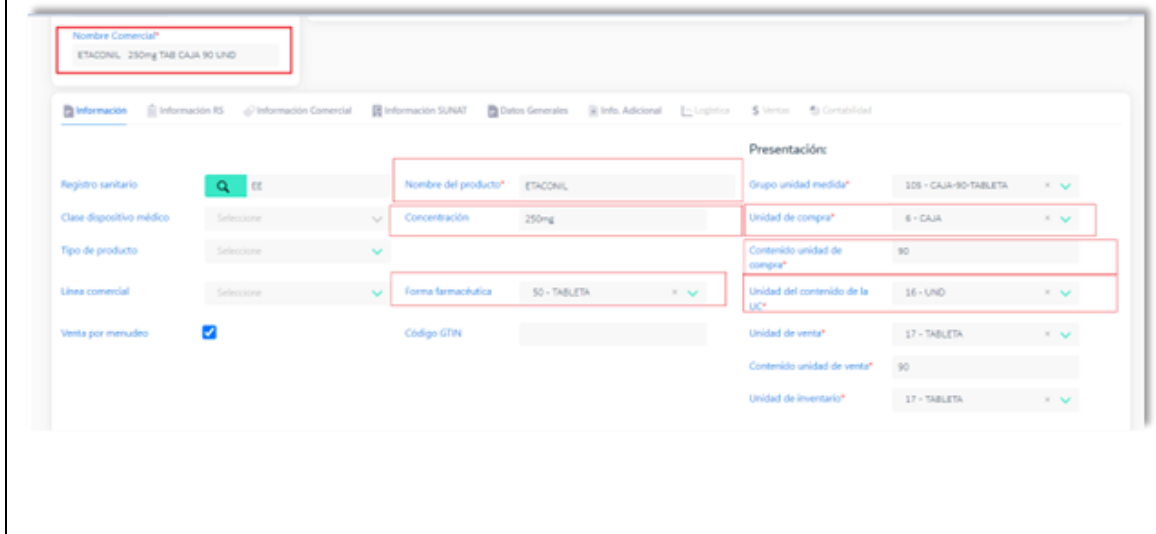 Nombre Comercial*
ETACONIL 250mg TAB CAJA 90 UND
Información Información RS Información Comercial Información SUNAT Datos Generales Info. Adicional Logística Ventas Contabilidad
Presentación:
Registro sanitario EE Nombre del producto* ETACONIL Grupo unidad medida* 105 - CAJA-90-TABLETA
Clase dispositivo médico Seleccione Concentración 250mg Unidad de compra* 6 - CAJA
Tipo de producto Seleccione Contenido unidad de compra* 90
Línea comercial Seleccione Forma farmacéutica 50 - TABLETA Unidad del contenido de la UC* 16 - UND
Venta por menudeo Código GTIN Unidad de venta* 17 - TABLETA
Contenido unidad de venta* 90
Unidad de inventario* 17 - TABLETA